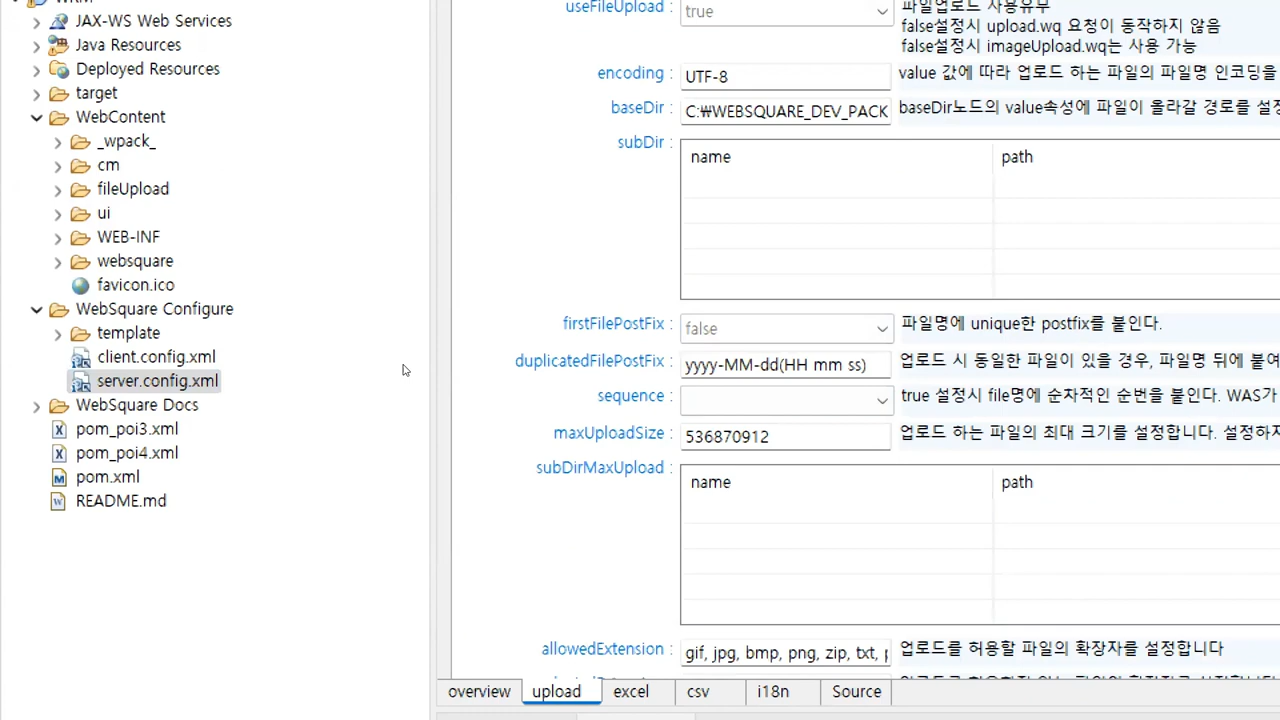 WRM
JAX-WS Web Services
Java Resources
Deployed Resources
target
WebContent
_wpack_
cm
fileUpload
ui
WEB-INF
websquare
favicon.ico
WebSquare Configure
template
client.config.xml
server.config.xml
WebSquare Docs
pom_poi3.xml
pom_poi4.xml
pom.xml
README.md
useFileUpload : true 파일업로드 사용유무
false설정시 upload.wq 요청이 동작하지 않음
false설정시 imageUpload.wq는 사용 가능
encoding : UTF-8 value 값에 따라 업로드 하는 파일의 파일명 인코딩을
baseDir : C:₩WEBSQUARE_DEV_PACK baseDir노드의 value속성에 파일이 올라갈 경로를 설정
subDir : name path
firstFilePostFix : false 파일명에 unique한 postfix를 붙인다.
duplicatedFilePostFix : yyyy-MM-dd(HH mm ss) 업로드 시 동일한 파일이 있을 경우, 파일명 뒤에 붙여
sequence : true 설정시 file명에 순차적인 순번을 붙인다. WAS가
maxUploadSize : 536870912 업로드 하는 파일의 최대 크기를 설정합니다. 설정하지
subDirMaxUpload : name path
allowedExtension : gif, jpg, bmp, png, zip, txt, 업로드를 허용할 파일의 확장자를 설정합니다
overview upload excel csv i18n Source